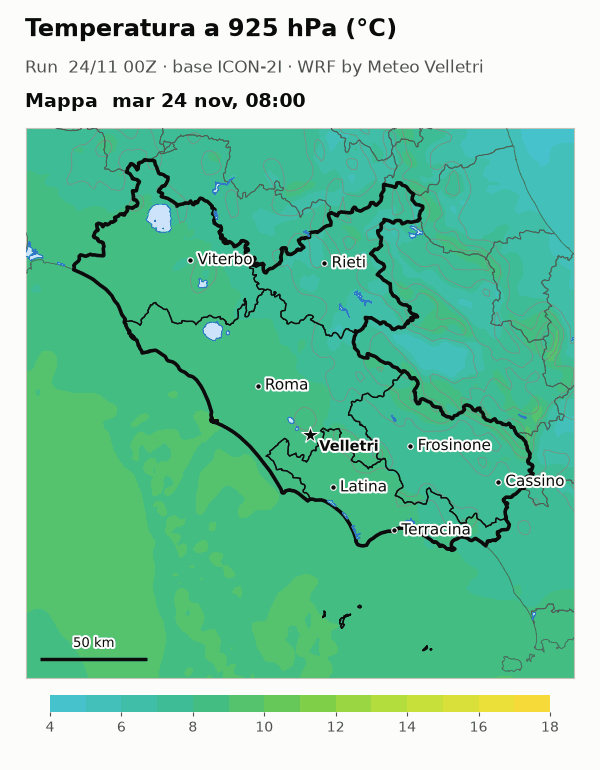 Temperatura a 925 hPa (°C)
Run  24/11 00Z · base ICON-2I · WRF by Meteo Velletri
Mappa  mar 24 nov, 08:00
Viterbo
Rieti
Roma
Velletri
Frosinone
Latina
Cassino
Terracina
50 km
4 6 8 10 12 14 16 18